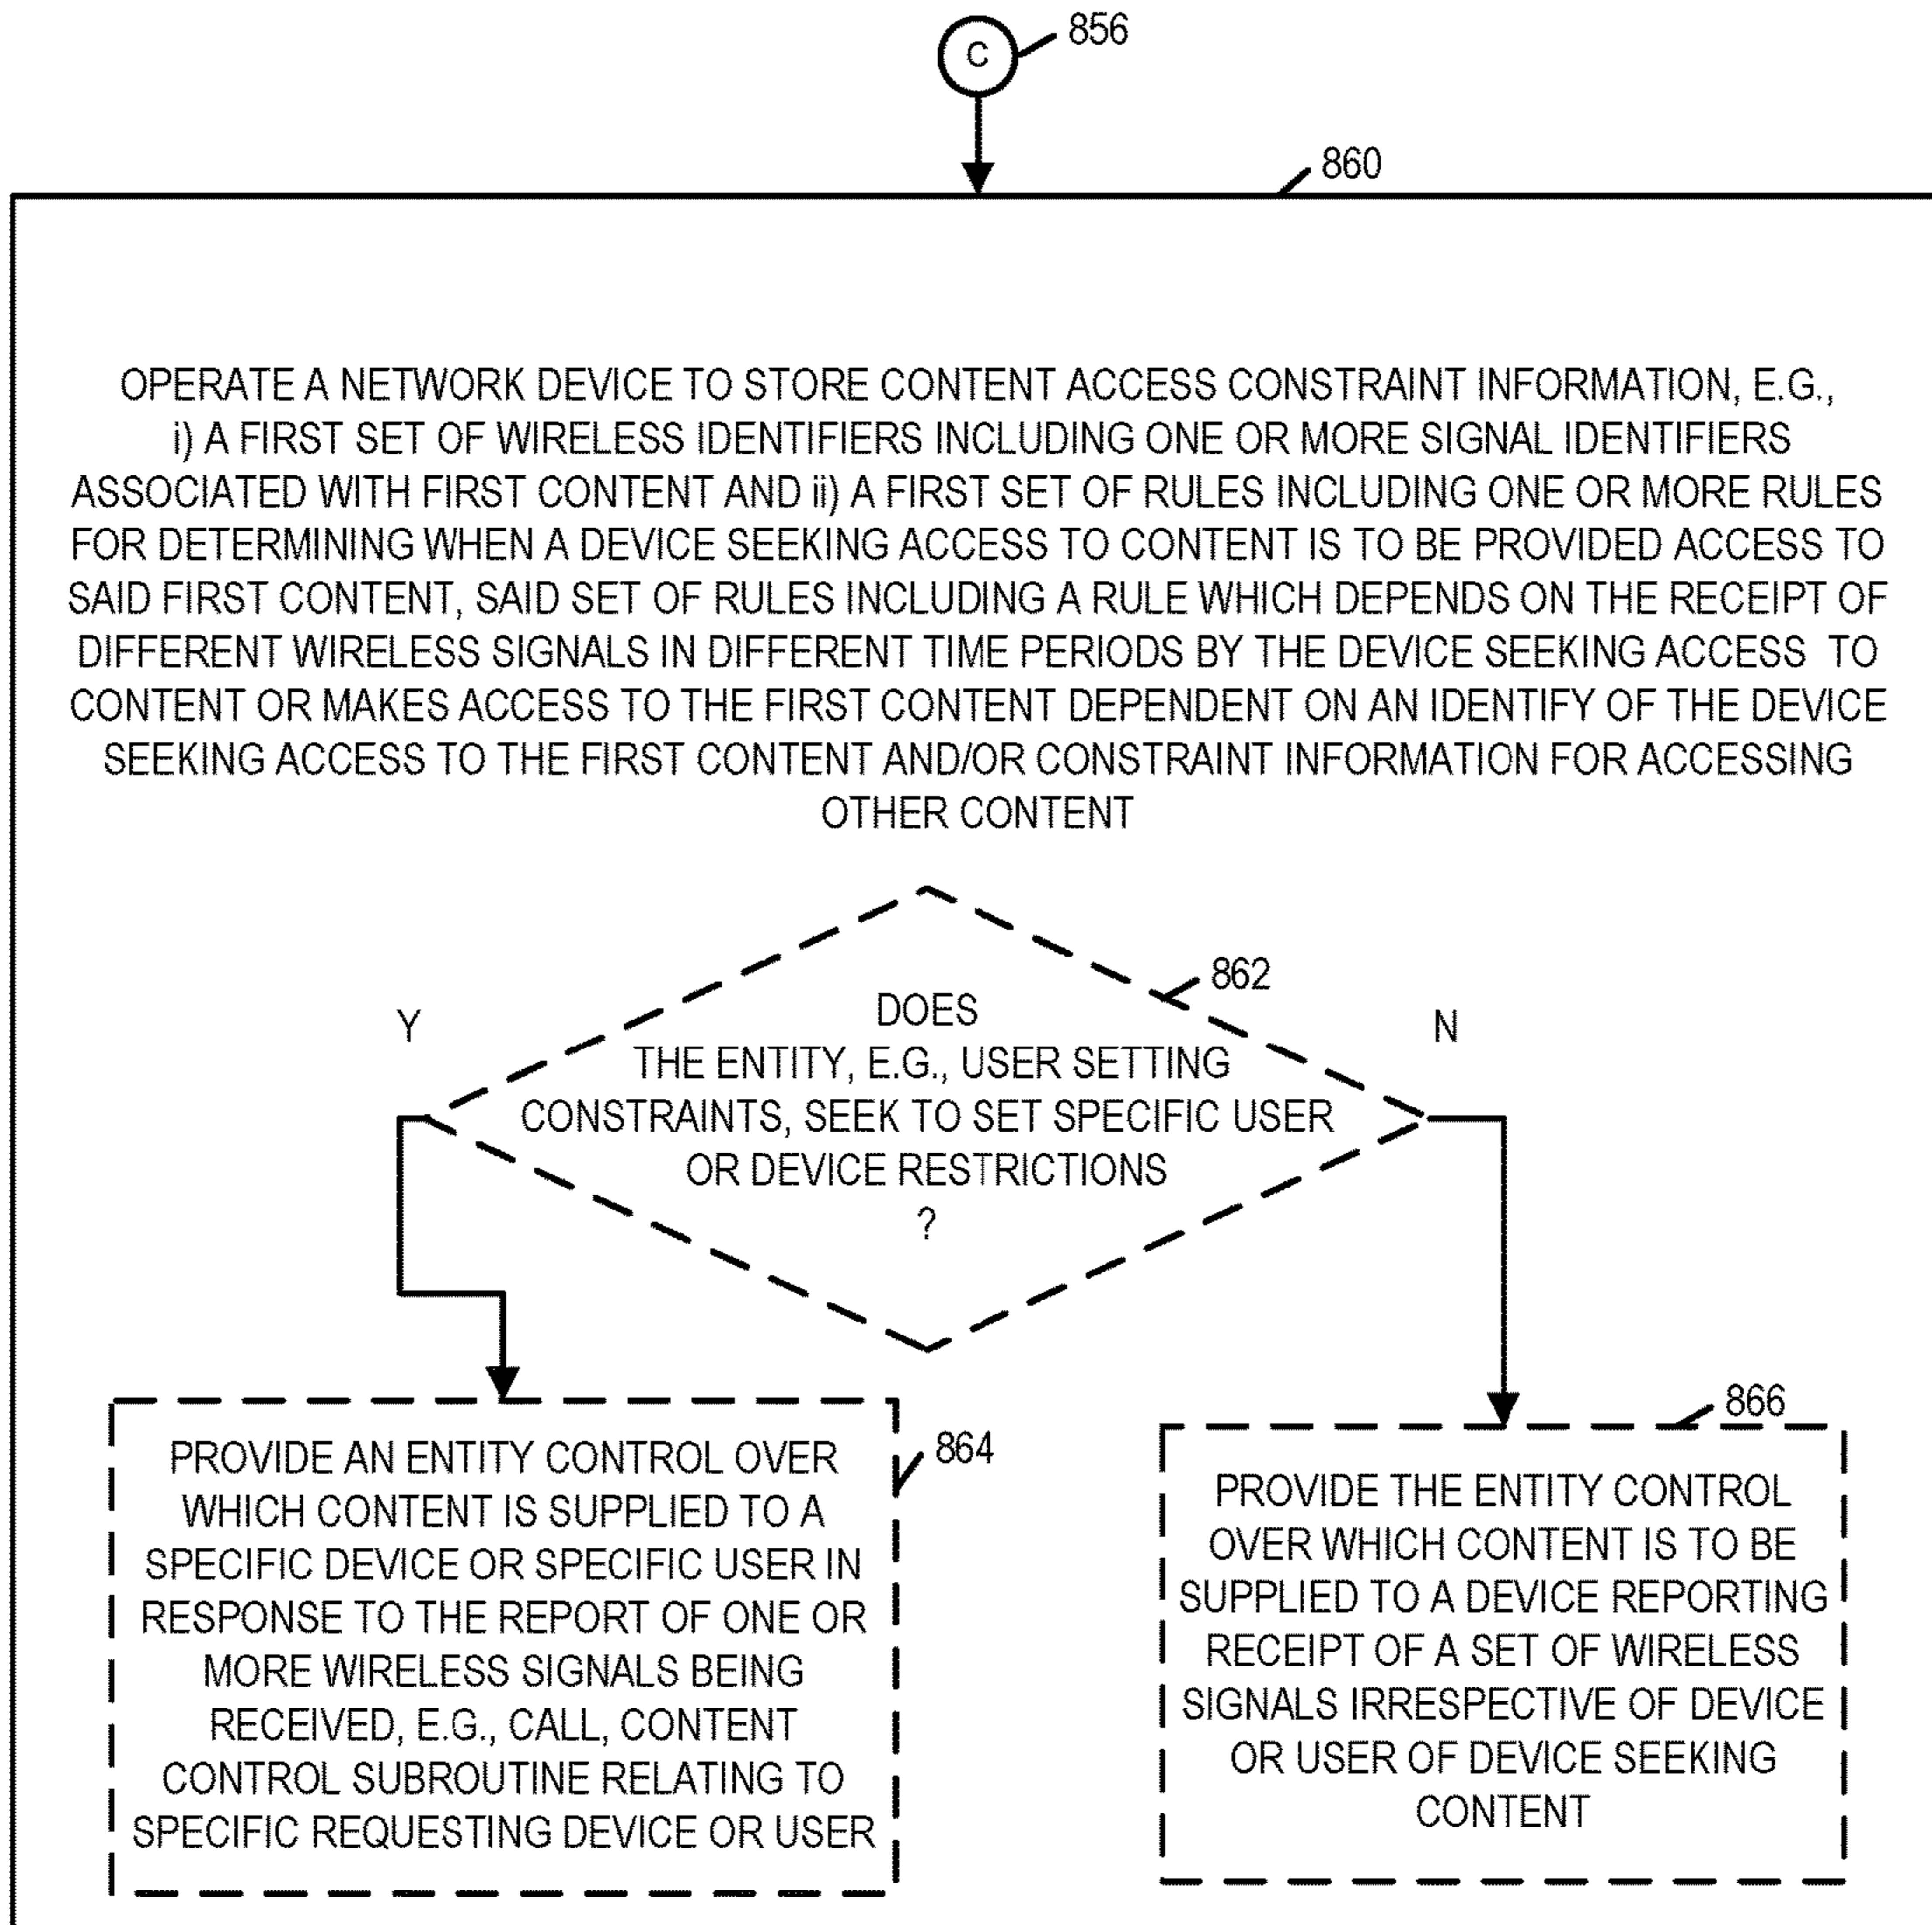 C
856
860
OPERATE A NETWORK DEVICE TO STORE CONTENT ACCESS CONSTRAINT INFORMATION, E.G.,
i) A FIRST SET OF WIRELESS IDENTIFIERS INCLUDING ONE OR MORE SIGNAL IDENTIFIERS
ASSOCIATED WITH FIRST CONTENT AND ii) A FIRST SET OF RULES INCLUDING ONE OR MORE RULES
FOR DETERMINING WHEN A DEVICE SEEKING ACCESS TO CONTENT IS TO BE PROVIDED ACCESS TO
SAID FIRST CONTENT, SAID SET OF RULES INCLUDING A RULE WHICH DEPENDS ON THE RECEIPT OF
DIFFERENT WIRELESS SIGNALS IN DIFFERENT TIME PERIODS BY THE DEVICE SEEKING ACCESS TO
CONTENT OR MAKES ACCESS TO THE FIRST CONTENT DEPENDENT ON AN IDENTIFY OF THE DEVICE
SEEKING ACCESS TO THE FIRST CONTENT AND/OR CONSTRAINT INFORMATION FOR ACCESSING
OTHER CONTENT
862
Y
N
DOES
THE ENTITY, E.G., USER SETTING
CONSTRAINTS, SEEK TO SET SPECIFIC USER
OR DEVICE RESTRICTIONS
?
864
PROVIDE AN ENTITY CONTROL OVER
WHICH CONTENT IS SUPPLIED TO A
SPECIFIC DEVICE OR SPECIFIC USER IN
RESPONSE TO THE REPORT OF ONE OR
MORE WIRELESS SIGNALS BEING
RECEIVED, E.G., CALL, CONTENT
CONTROL SUBROUTINE RELATING TO
SPECIFIC REQUESTING DEVICE OR USER
866
PROVIDE THE ENTITY CONTROL
OVER WHICH CONTENT IS TO BE
SUPPLIED TO A DEVICE REPORTING
RECEIPT OF A SET OF WIRELESS
SIGNALS IRRESPECTIVE OF DEVICE
OR USER OF DEVICE SEEKING
CONTENT